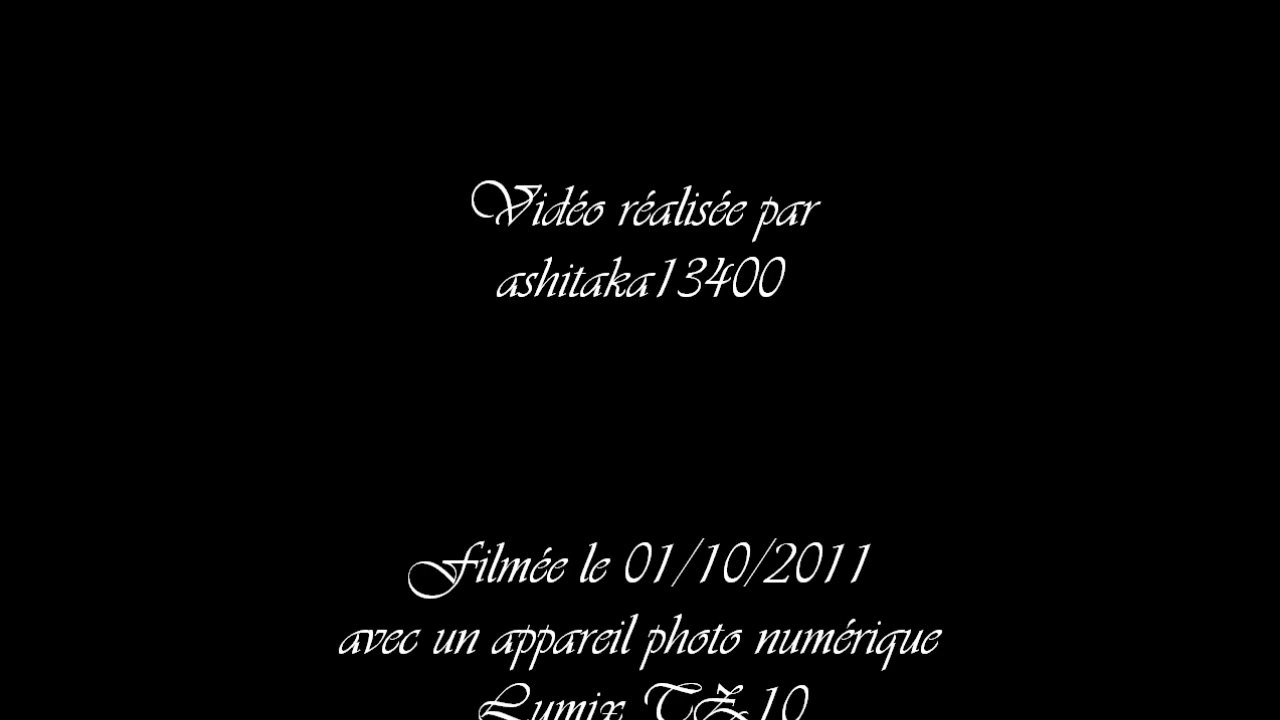 Vidéo réalisée par
ashitaka13400
Filmée le 01/10/2011
avec un appareil photo numérique
Lumix TZ10